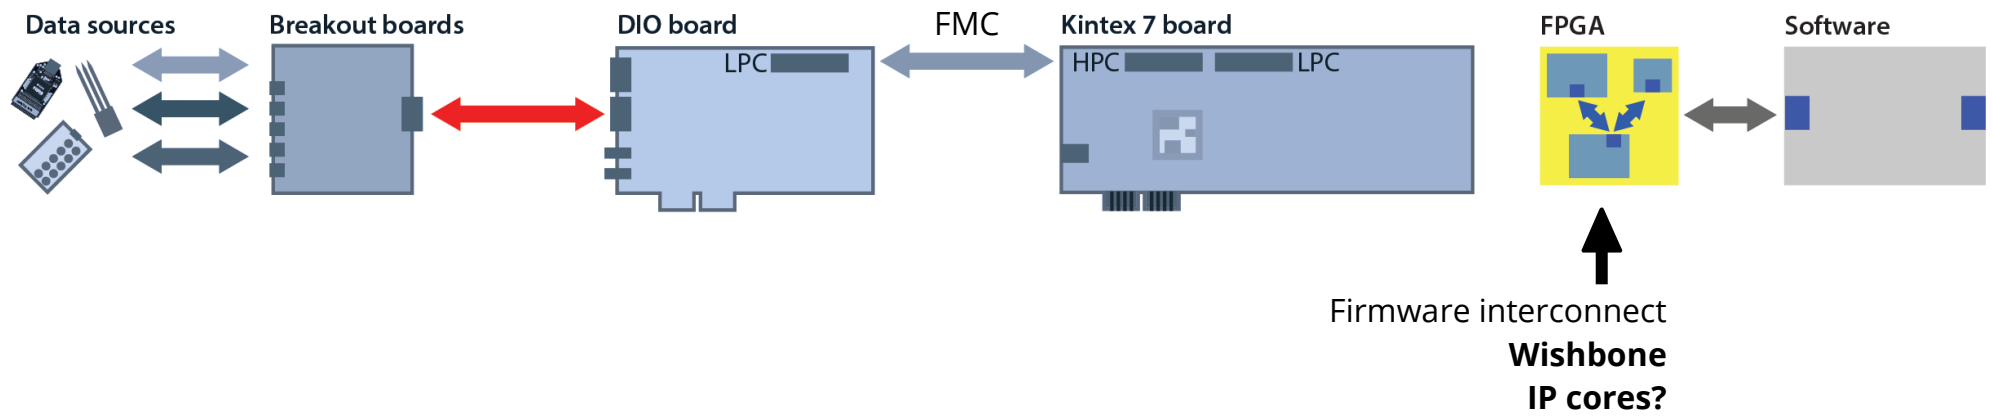 Data sources
Breakout boards
DIO board
FMC
Kintex 7 board
FPGA
Software
LPC
HPC
LPC
Firmware interconnect
Wishbone
IP cores?